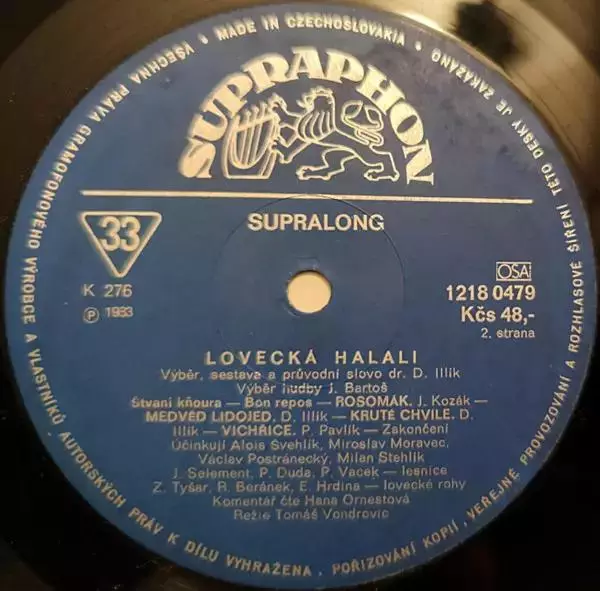 VŠECHNA PRÁVA GRAMOFONOVÉHO VÝROBCE A VLASTNÍKŮ AUTORSKÝCH PRÁV K DÍLU VYHRAŽENA . POŘIZOVÁNÍ KOPIÍ , VEŘEJNÉ PROVOZOVÁNÍ A ROZHLASOVÉ ŠÍŘENÍ TÉTO DESKY JE ZAKÁZÁNO • MADE IN CZECHOSLOVAKIA •
SUPRAPHON
33
SUPRALONG
K 276
OSA
℗ 1983
1218 0479
Kčs 48,-
2. strana
LOVECKÁ HALALI
Výběr, sestava a průvodní slovo dr. D. Illík
Výběr hudby J. Bartoš
Štvaní kňoura — Bon repos — ROSOMÁK. J. Kozák —
MEDVĚD LIDOJED. D. Illík — KRUTÉ CHVÍLE. D.
Illík — VICHŘICE. P. Pavlík — Zakončení
Účinkují Alois Švehlík, Miroslav Moravec,
Václav Postránecký, Milan Stehlík
J. Selement, P. Duda, P. Vacek — lesnice
Z. Tyšar, R. Beránek, E. Hrdina — lovecké rohy
Komentář čte Hana Ornestová
Režie Tomáš Vondrovic